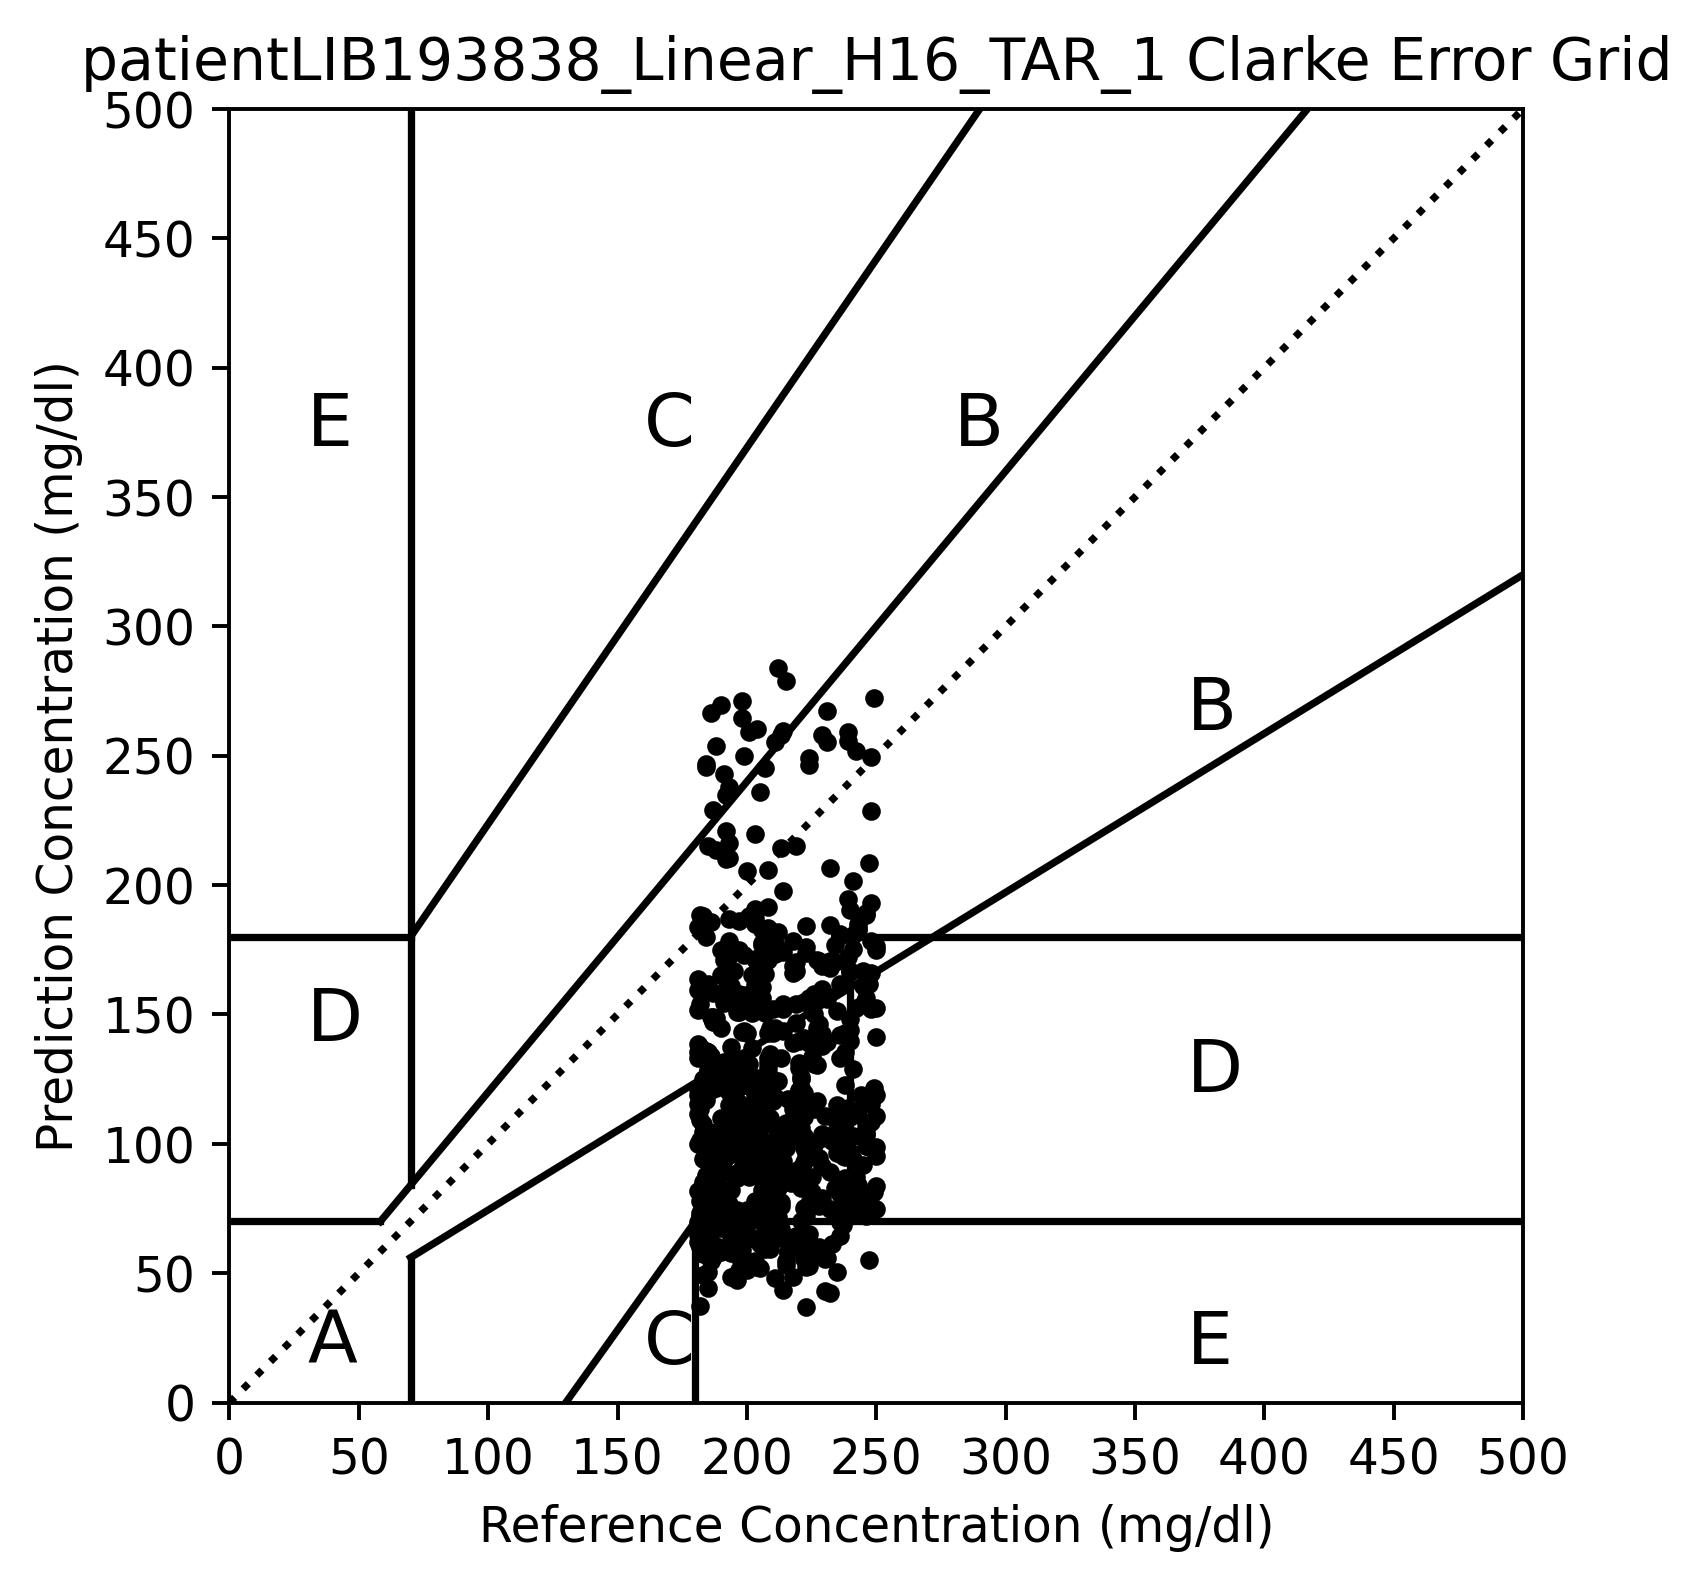 patientLIB193838_Linear_H16_TAR_1 Clarke Error Grid
500
450
400
350
300
250
200
150
100
50
0
Prediction Concentration (mg/dl)
E
C
B
B
D
D
A
C
E
0 50 100 150 200 250 300 350 400 450 500
Reference Concentration (mg/dl)